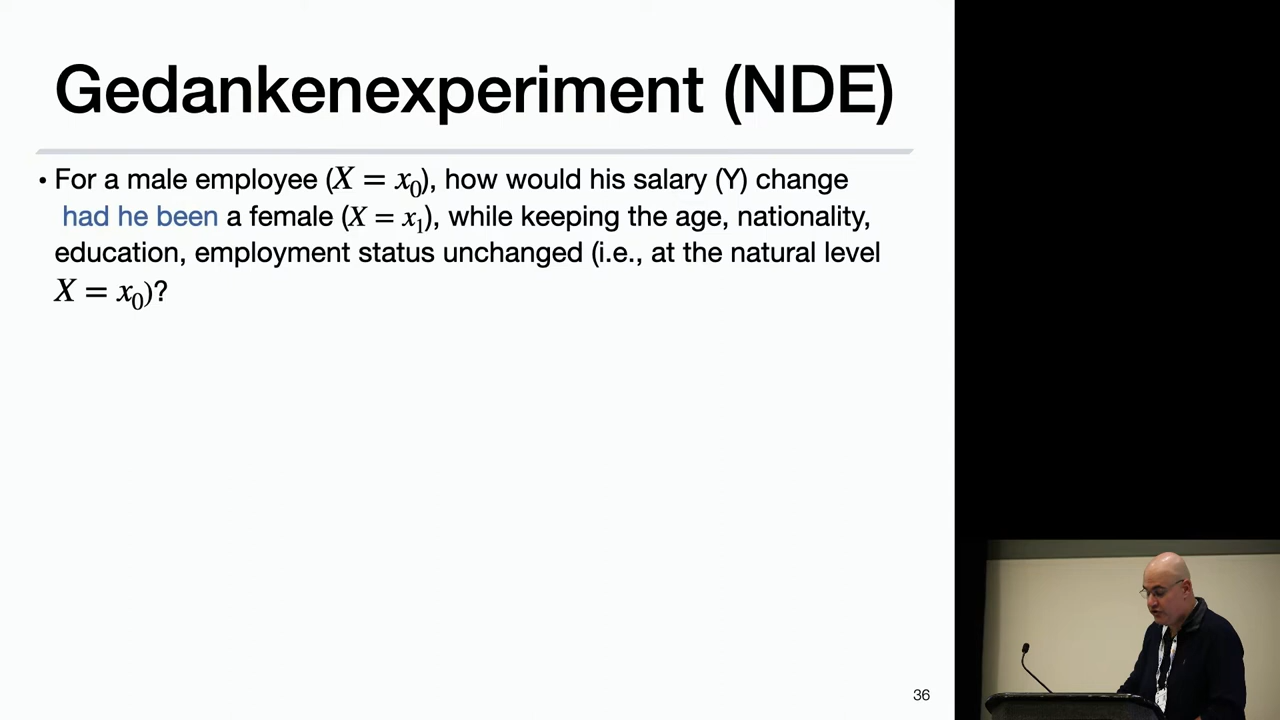 Gedankenexperiment (NDE)
• For a male employee (X = x₀), how would his salary (Y) change
had he been a female (X = x₁), while keeping the age, nationality,
education, employment status unchanged (i.e., at the natural level
X = x₀)?
36